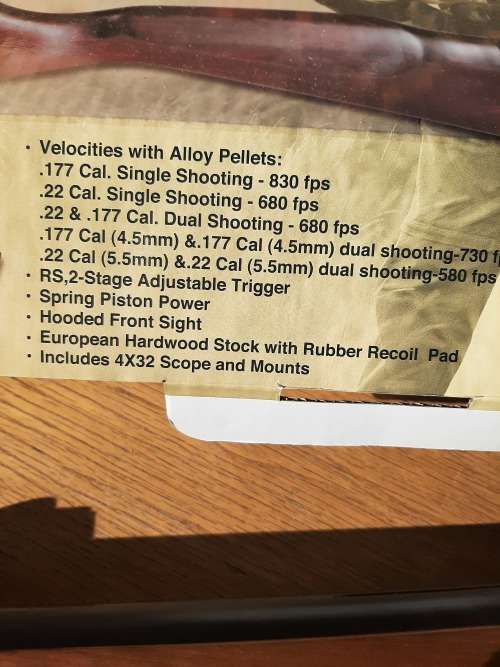 · Velocities with Alloy Pellets:
.177 Cal. Single Shooting - 830 fps
.22 Cal. Single Shooting - 680 fps
.22 & .177 Cal. Dual Shooting - 680 fps
.177 Cal (4.5mm) &.177 Cal (4.5mm) dual shooting-730 f
.22 Cal (5.5mm) &.22 Cal (5.5mm) dual shooting-580 fps
· RS,2-Stage Adjustable Trigger
· Spring Piston Power
· Hooded Front Sight
· European Hardwood Stock with Rubber Recoil Pad
· Includes 4X32 Scope and Mounts